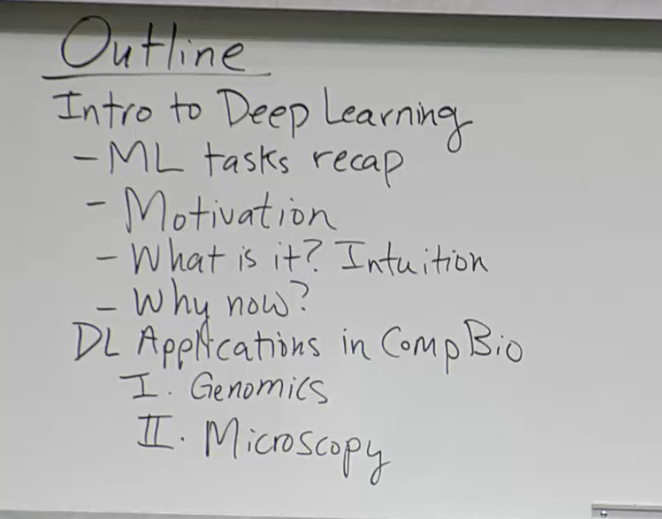 Outline
Intro to Deep Learning
- ML tasks recap
- Motivation
- What is it? Intuition
- Why now?
DL Applications in CompBio
I. Genomics
II. Microscopy